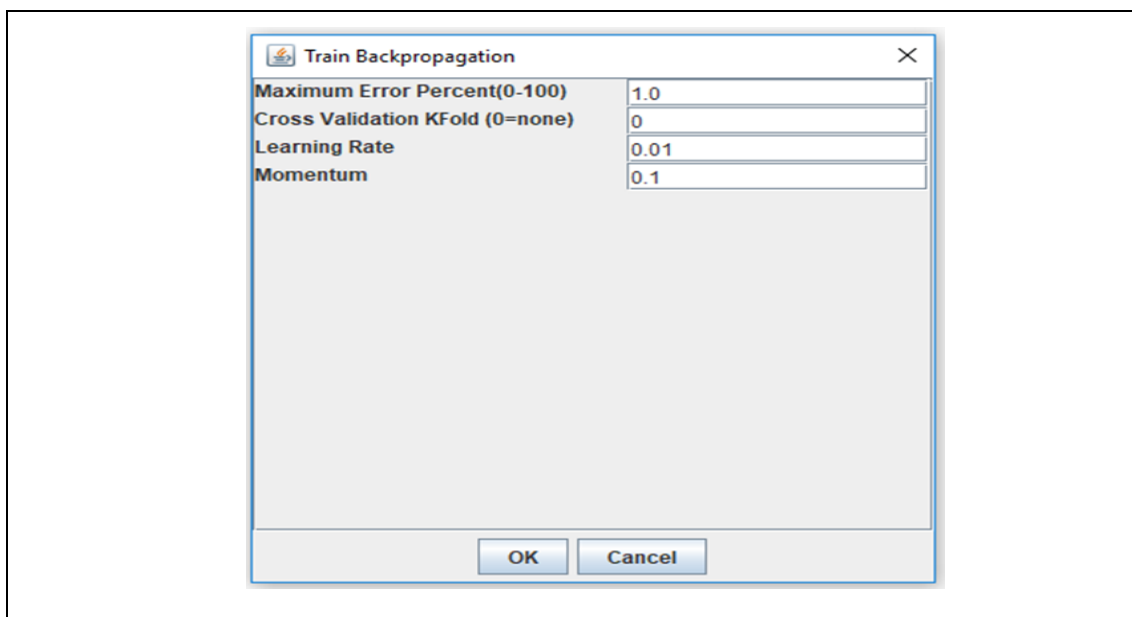 Train Backpropagation
Maximum Error Percent(0-100) 1.0
Cross Validation KFold (0=none) 0
Learning Rate 0.01
Momentum 0.1
OK Cancel